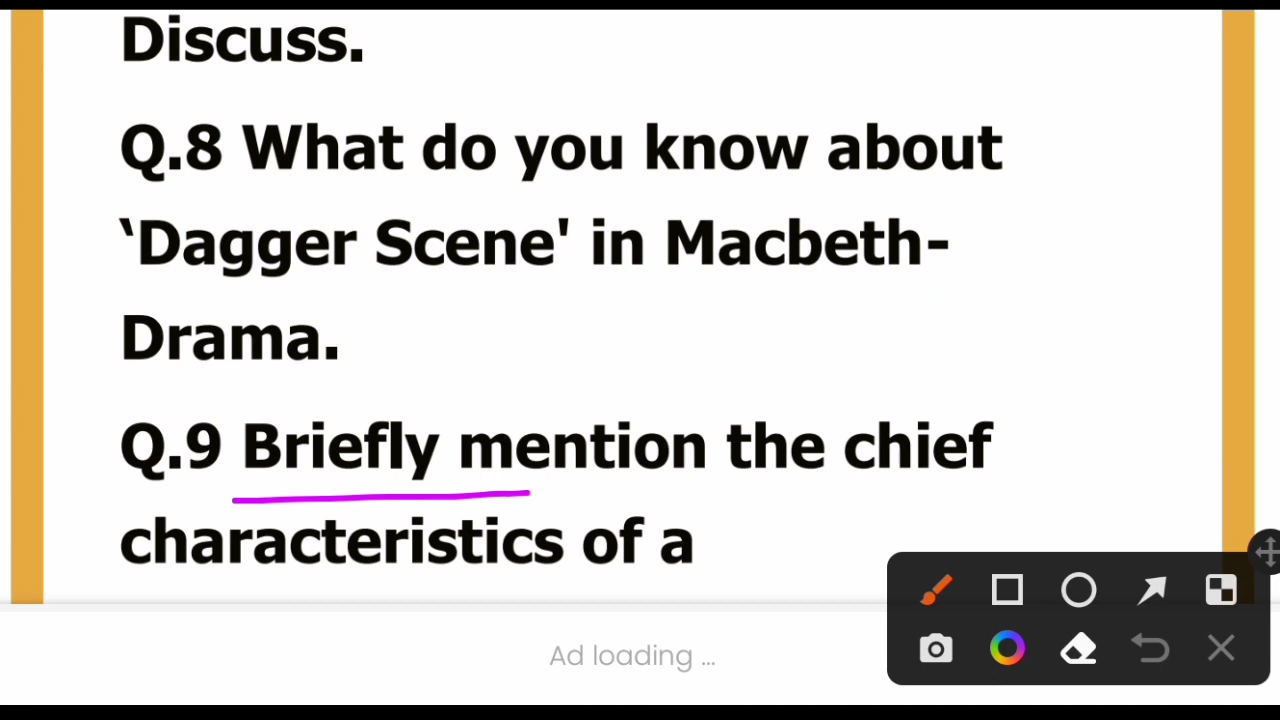 Discuss.
Q.8 What do you know about
‘Dagger Scene' in Macbeth-
Drama.
Q.9 Briefly mention the chief
characteristics of a
Ad loading ...